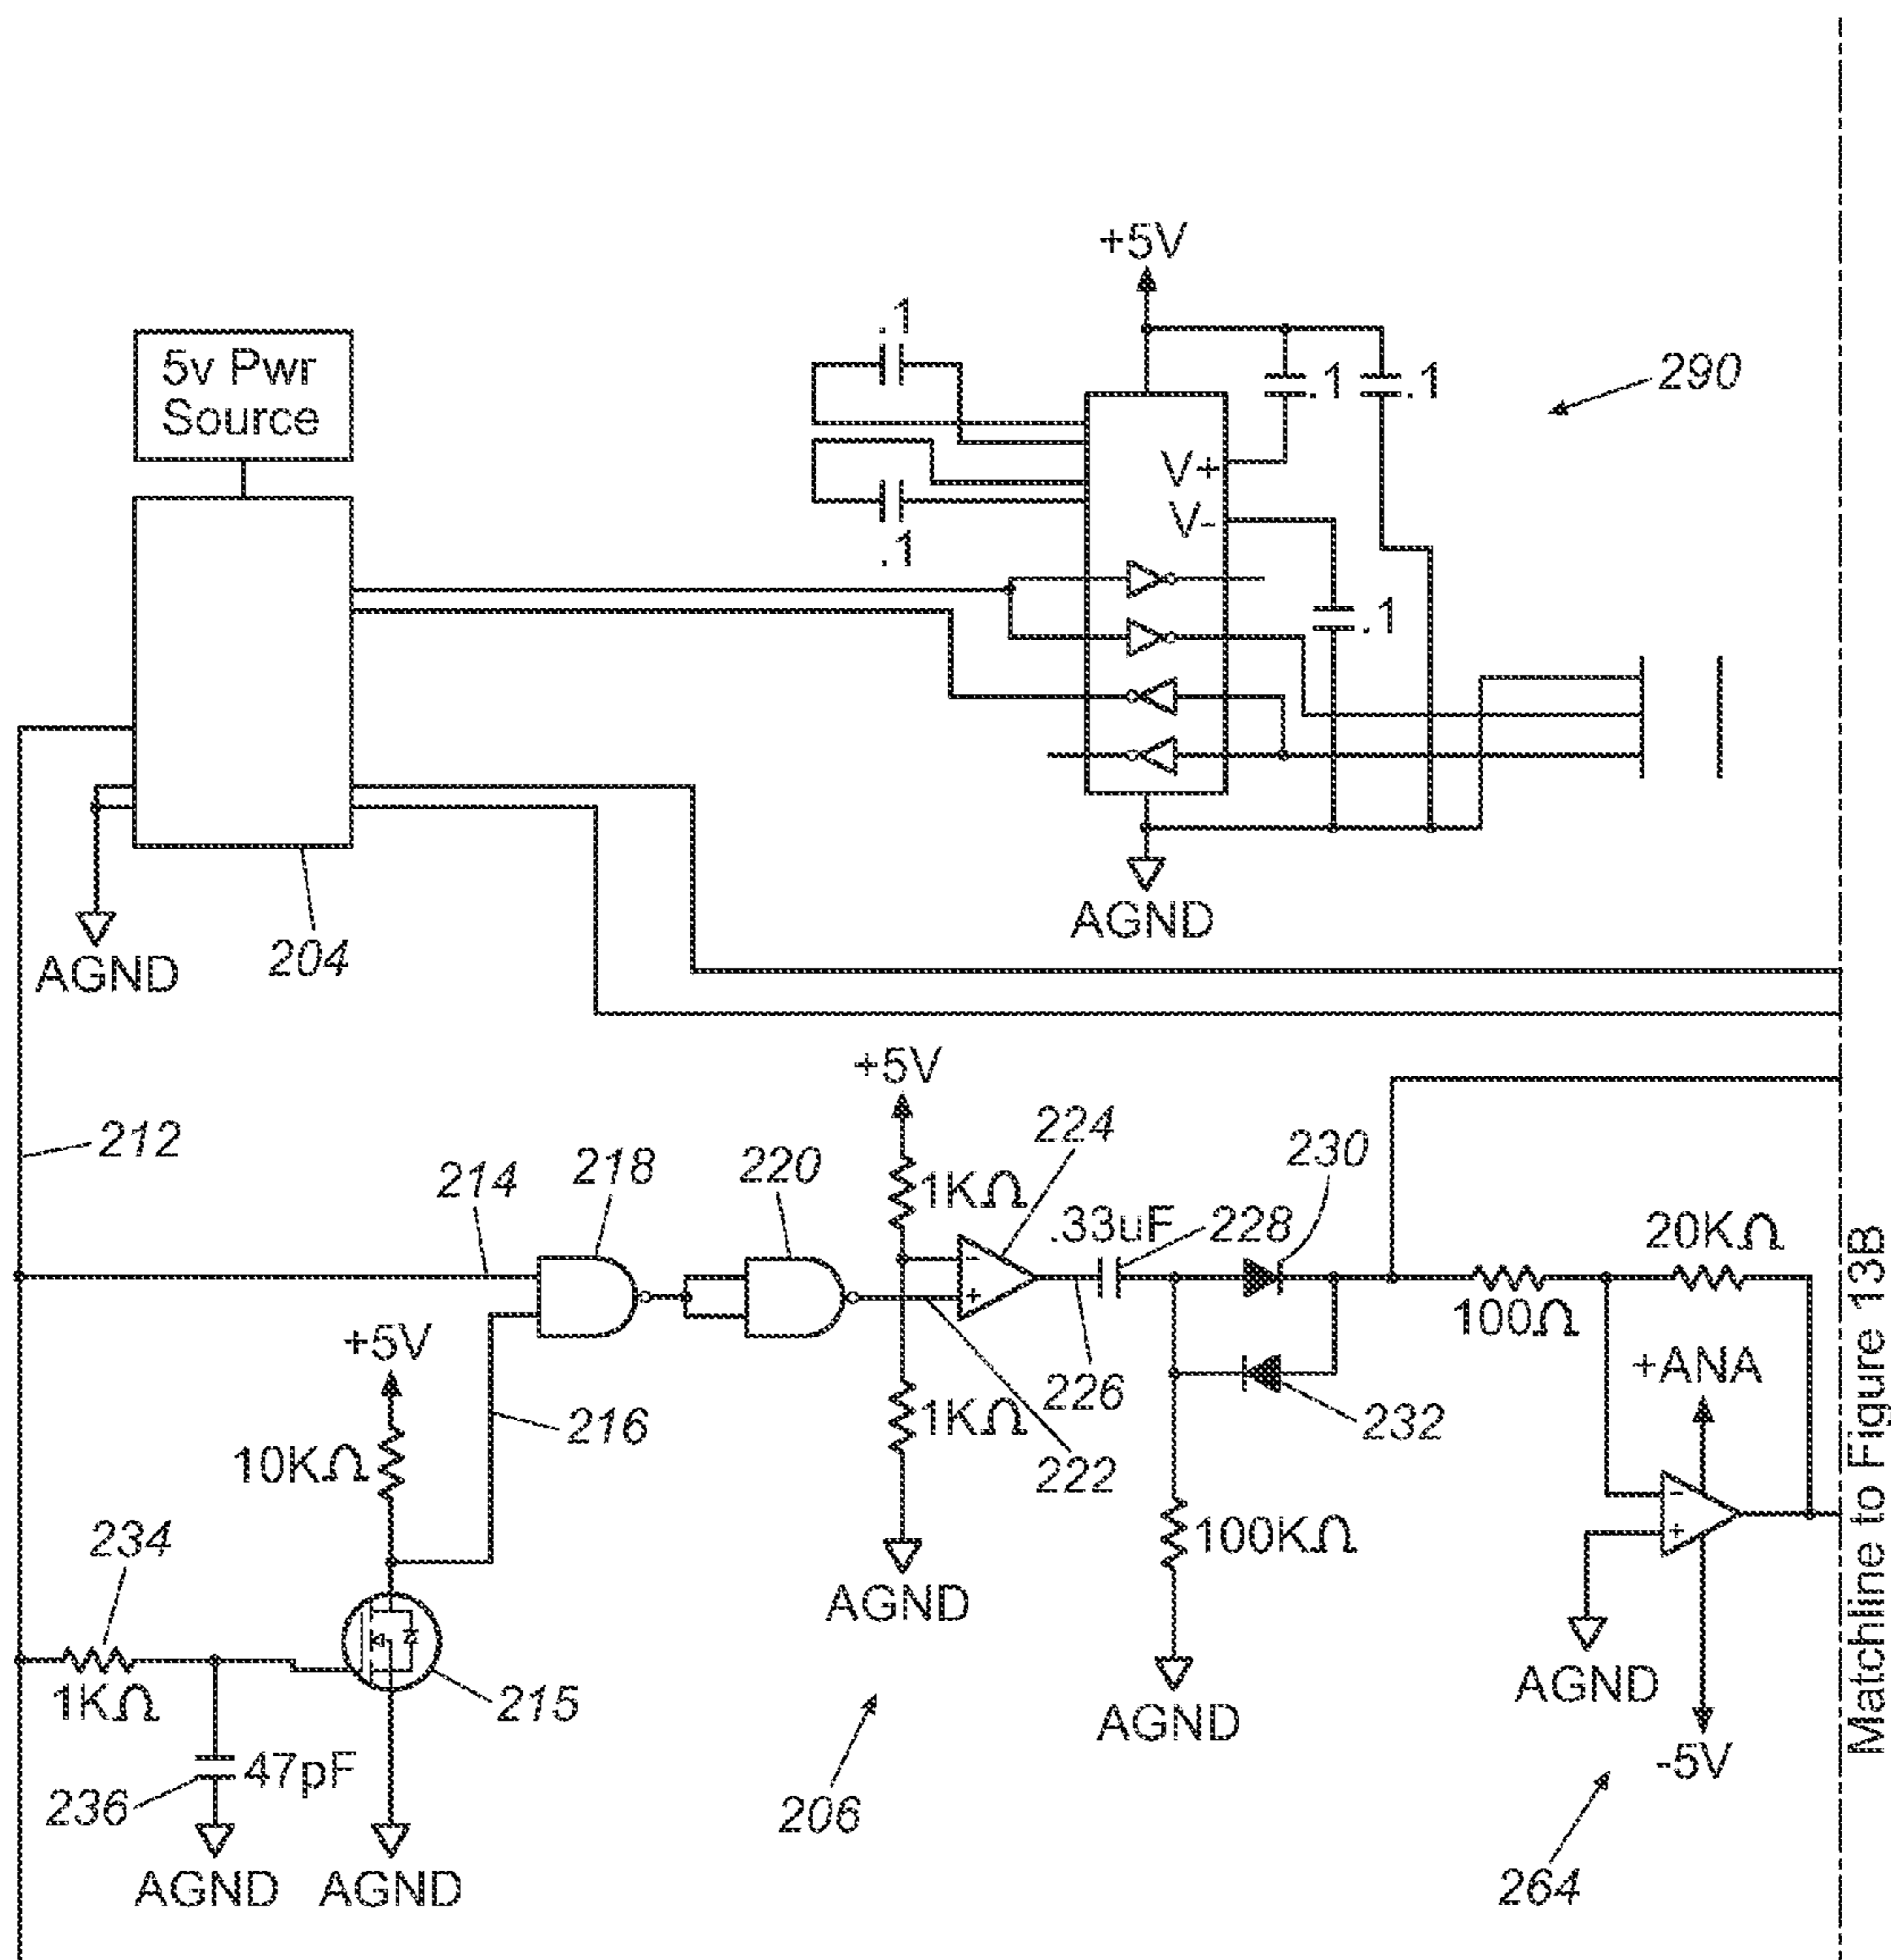 +5V
.1
5v Pwr
Source
.1
.1
290
V+
V-
.1
.1
AGND
AGND
204
+5V
212
224
230
214
218
220
1KΩ
.33uF
228
20KΩ
100Ω
+5V
+ANA
216
1KΩ
226
232
10KΩ
222
234
100KΩ
AGND
1KΩ
215
AGND
AGND
47pF
-5V
236
206
AGND
AGND
264
Matchline to Figure 13B
-
+
-
+